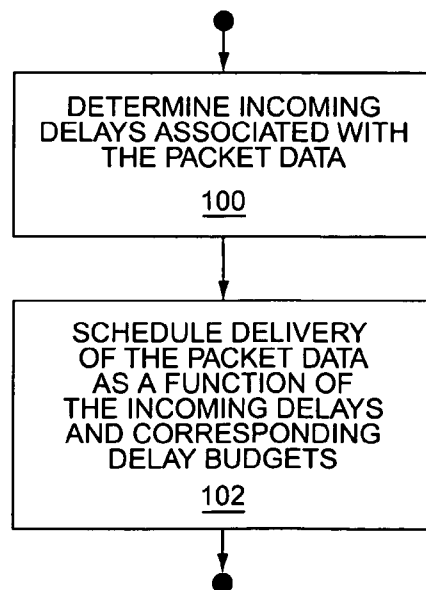 DETERMINE INCOMING
DELAYS ASSOCIATED WITH
THE PACKET DATA
100
SCHEDULE DELIVERY
OF THE PACKET DATA
AS A FUNCTION OF
THE INCOMING DELAYS
AND CORRESPONDING
DELAY BUDGETS
102